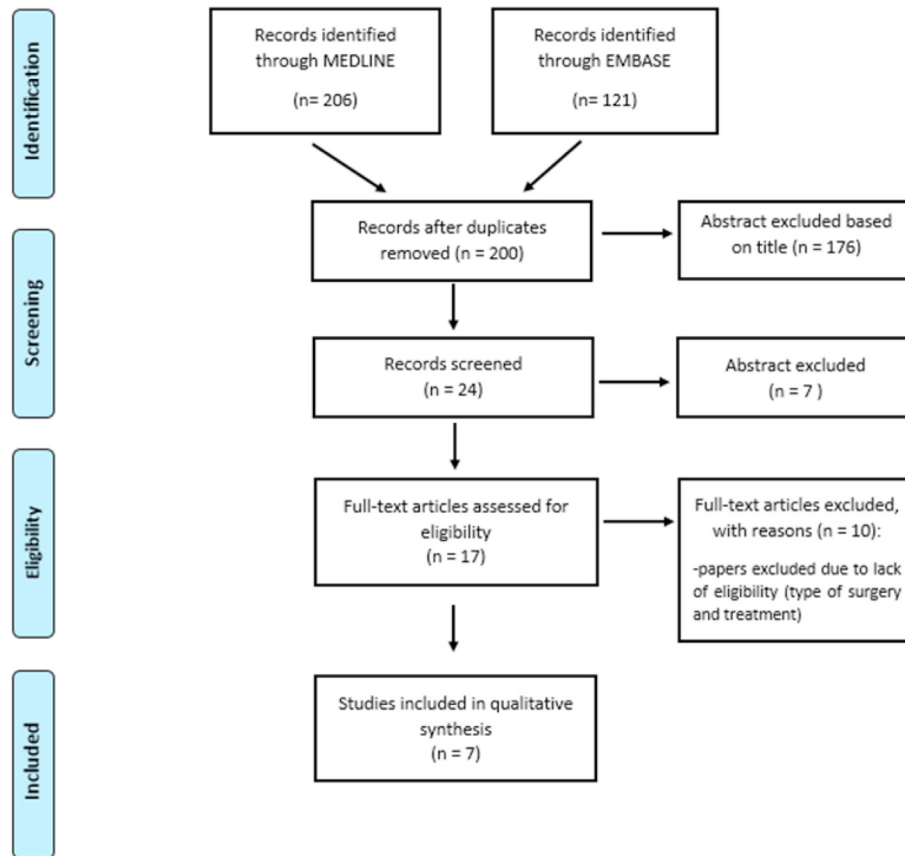 Identification
Records identified
through MEDLINE
(n= 206)
Records identified
through EMBASE
(n= 121)
Screening
Records after duplicates
removed (n = 200)
Abstract excluded based
on title (n = 176)
Records screened
(n = 24)
Abstract excluded
(n = 7 )
Eligibility
Full-text articles assessed for
eligibility
(n = 17)
Full-text articles excluded,
with reasons (n = 10):
-papers excluded due to lack
of eligibility (type of surgery
and treatment)
Included
Studies included in qualitative
synthesis
(n = 7)